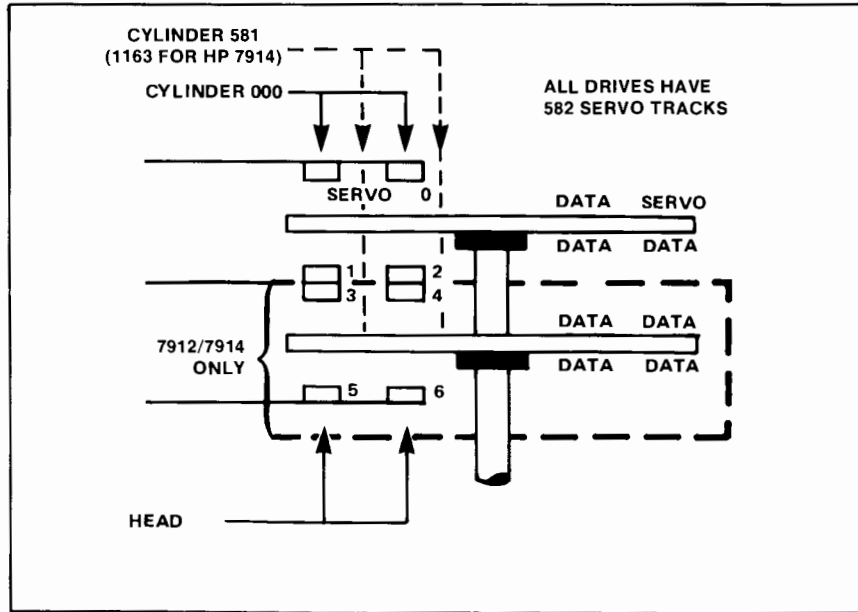 CYLINDER 581
(1163 FOR HP 7914)
CYLINDER 000
ALL DRIVES HAVE
582 SERVO TRACKS
SERVO 0
DATA SERVO
DATA DATA
1 2
3 4
7912/7914
ONLY
DATA DATA
DATA DATA
5 6
HEAD